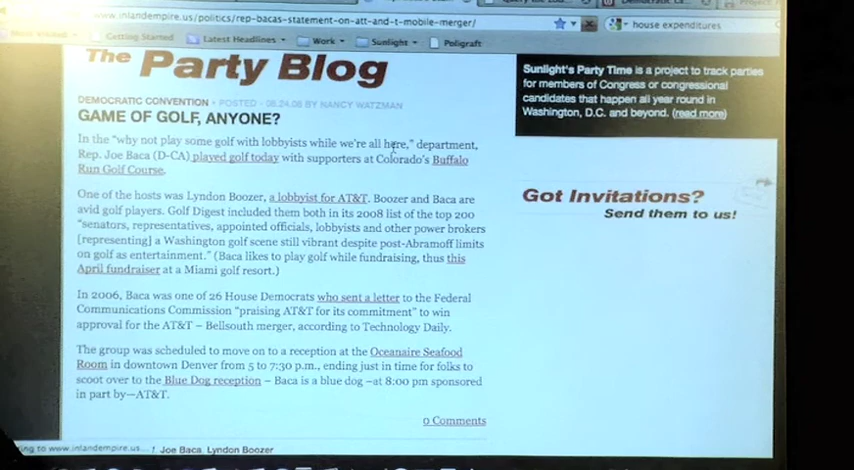 www.inlandempire.us/politics/rep-bacas-statement-on-att-and-t-mobile-merger/
house expenditures
Getting Started Latest Headlines Work Sunlight Poligraft
The Party Blog
DEMOCRATIC CONVENTION • POSTED - 08.24.08 BY NANCY WATZMAN
GAME OF GOLF, ANYONE?
In the "why not play some golf with lobbyists while we're all here," department,
Rep. Joe Baca (D-CA) played golf today with supporters at Colorado's Buffalo
Run Golf Course.
One of the hosts was Lyndon Boozer, a lobbyist for AT&T. Boozer and Baca are
avid golf players. Golf Digest included them both in its 2008 list of the top 200
"senators, representatives, appointed officials, lobbyists and other power brokers
[representing] a Washington golf scene still vibrant despite post-Abramoff limits
on golf as entertainment." (Baca likes to play golf while fundraising, thus this
April fundraiser at a Miami golf resort.)
In 2006, Baca was one of 26 House Democrats who sent a letter to the Federal
Communications Commission "praising AT&T for its commitment" to win
approval for the AT&T – Bellsouth merger, according to Technology Daily.
The group was scheduled to move on to a reception at the Oceanaire Seafood
Room in downtown Denver from 5 to 7:30 p.m., ending just in time for folks to
scoot over to the Blue Dog reception – Baca is a blue dog –at 8:00 pm sponsored
in part by—AT&T.
0 Comments
Joe Baca, Lyndon Boozer
ing to www.inlandempire.us...
Sunlight's Party Time is a project to track parties
for members of Congress or congressional
candidates that happen all year round in
Washington, D.C. and beyond. (read more)
Got Invitations?
Send them to us!